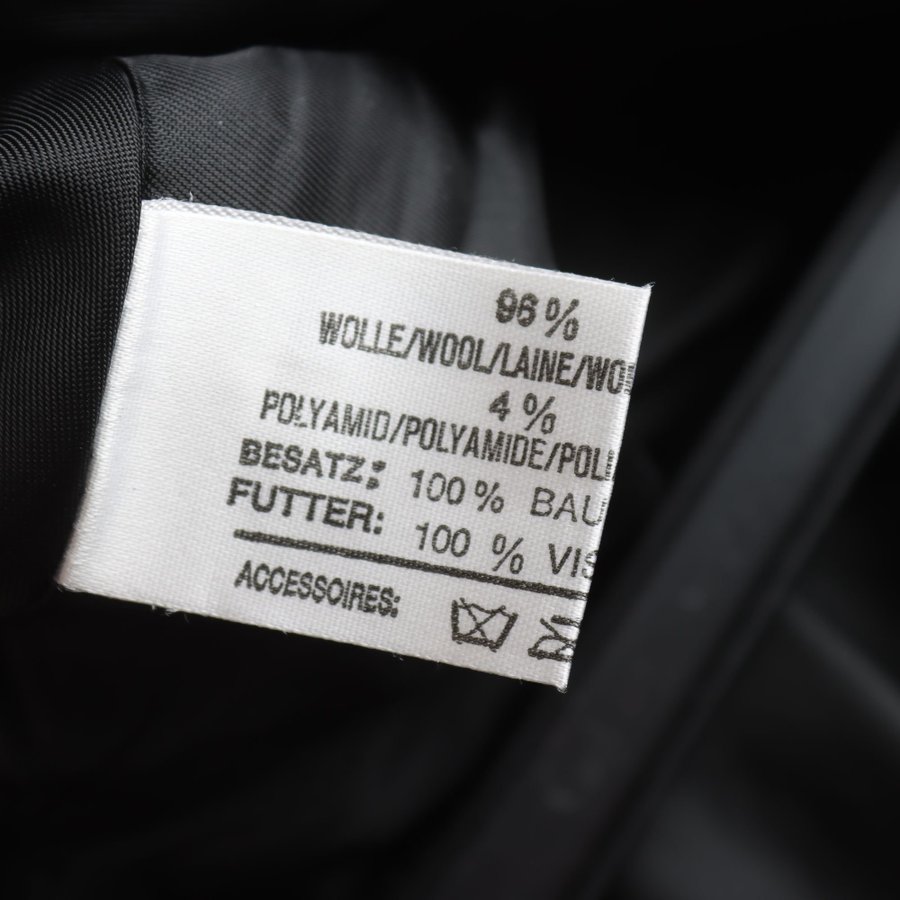 96 %
WOLLE/WOOL/LAINE/WO
4 %
POLYAMID/POLYAMIDE/POL
BESATZ: 100 % BAU
FUTTER: 100 % VIS
ACCESSOIRES: